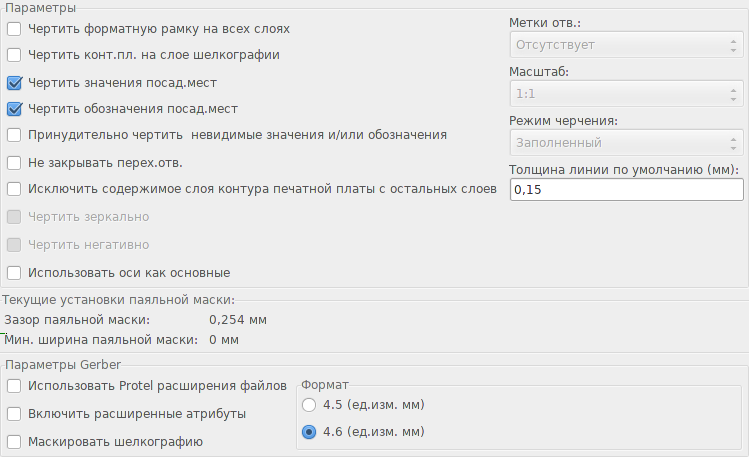 Параметры
Чертить форматную рамку на всех слоях
Чертить конт.пл. на слое шелкографии
Чертить значения посад.мест
Чертить обозначения посад.мест
Принудительно чертить  невидимые значения и/или обозначения
Не закрывать перех.отв.
Исключить содержимое слоя контура печатной платы с остальных слоев
Чертить зеркально
Чертить негативно
Использовать оси как основные
Метки отв.:
Отсутствует
Масштаб:
1:1
Режим черчения:
Заполненный
Толщина линии по умолчанию (мм):
0,15
Текущие установки паяльной маски:
Зазор паяльной маски: 0,254 мм
Мин. ширина паяльной маски: 0 мм
Параметры Gerber
Использовать Protel расширения файлов
Включить расширенные атрибуты
Маскировать шелкографию
Формат
4.5 (ед.изм. мм)
4.6 (ед.изм. мм)